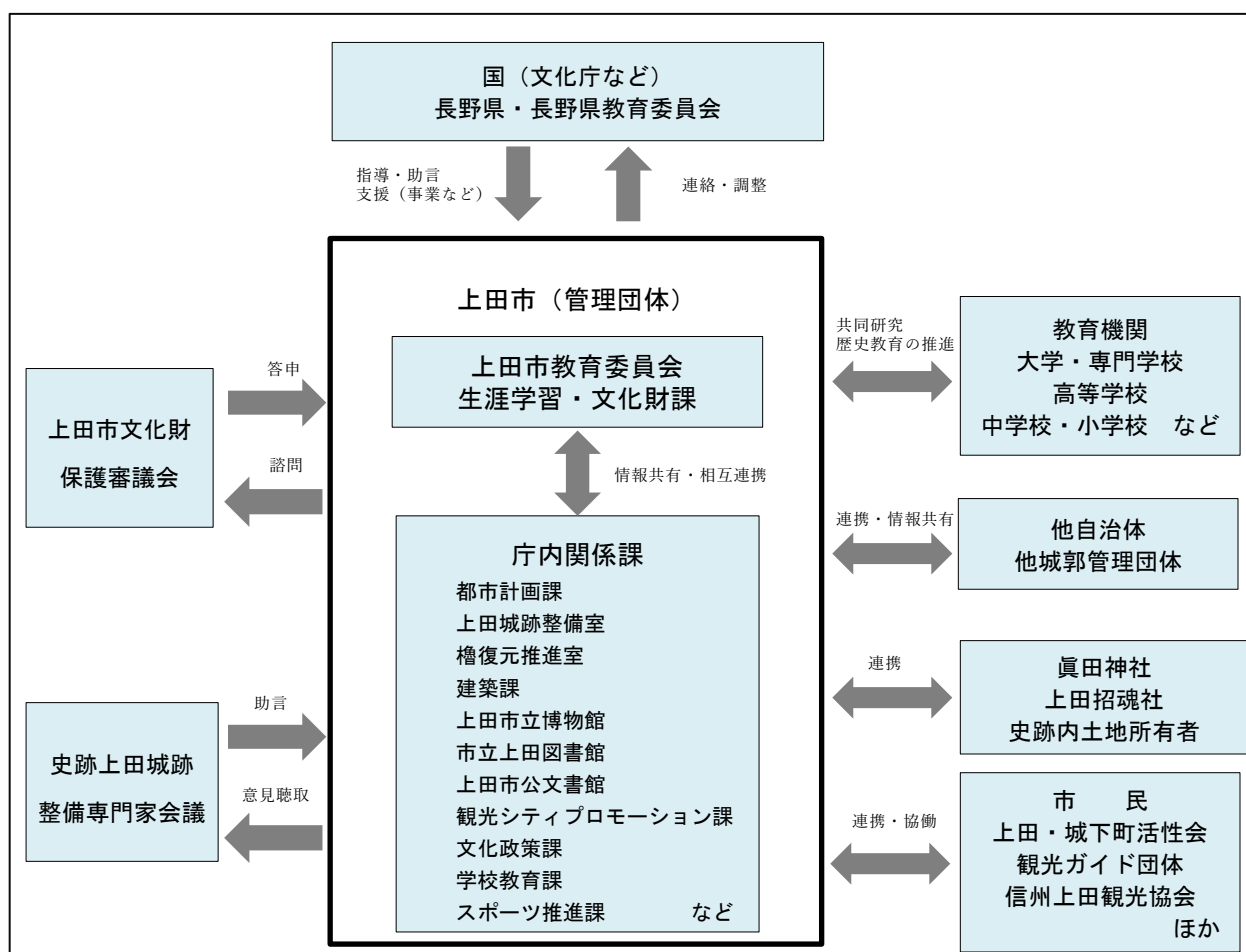 国（文化庁など）
長野県・長野県教育委員会
指導・助言
支援（事業など）
連絡・調整
上田市（管理団体）
上田市教育委員会
生涯学習・文化財課
情報共有・相互連携
庁内関係課
都市計画課
上田城跡整備室
櫓復元推進室
建築課
上田市立博物館
市立上田図書館
上田市公文書館
観光シティプロモーション課
文化政策課
学校教育課
スポーツ推進課　　　など
答申
上田市文化財
保護審議会
諮問
助言
史跡上田城跡
整備専門家会議
意見聴取
共同研究
歴史教育の推進
教育機関
大学・専門学校
高等学校
中学校・小学校　など
連携・情報共有
他自治体
他城郭管理団体
連携
眞田神社
上田招魂社
史跡内土地所有者
連携・協働
市　　民
上田・城下町活性会
観光ガイド団体
信州上田観光協会
ほか